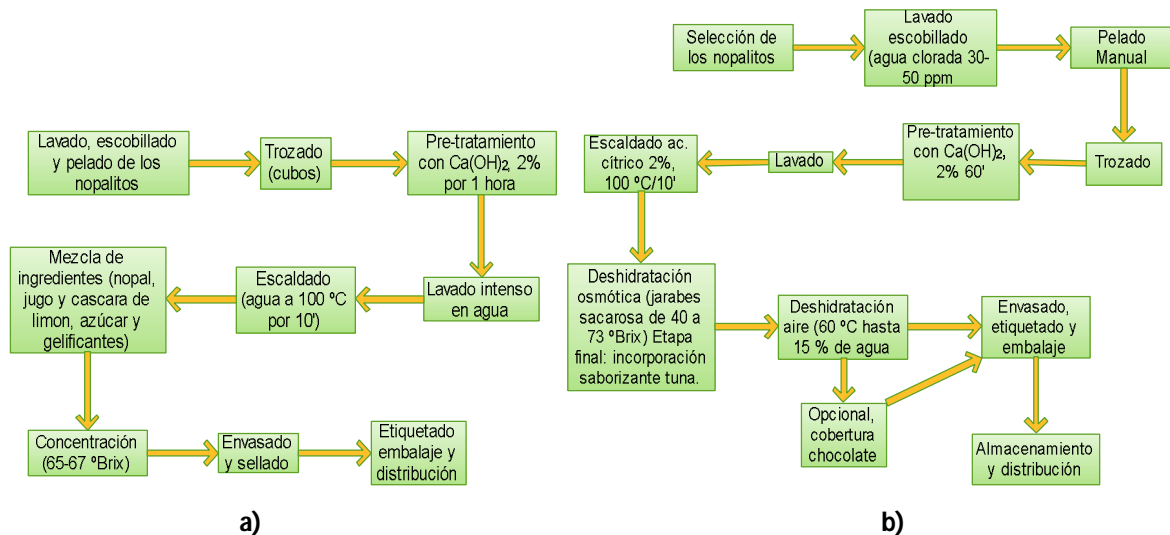 Lavado, escobillado
y pelado de los
nopalitos
Trozado
(cubos)
Pre-tratamiento
con Ca(OH)₂, 2%
por 1 hora
Lavado intenso
en agua
Escaldado
(agua a 100 ºC
por 10')
Mezcla de
ingredientes (nopal,
jugo y cascara de
limon, azúcar y
gelificantes)
Concentración
(65-67 ºBrix)
Envasado
y sellado
Etiquetado
embalaje y
distribución
a)
Selección de
los nopalitos
Lavado
escobillado
(agua clorada 30-
50 ppm
Pelado
Manual
Trozado
Pre-tratamiento
con Ca(OH)₂,
2% 60'
Lavado
Escaldado ac.
cítrico 2%,
100 ºC/10'
Deshidratación
osmótica (jarabes
sacarosa de 40 a
73 ºBrix) Etapa
final: incorporación
saborizante tuna.
Deshidratación
aire (60 ºC hasta
15 % de agua
Opcional,
cobertura
chocolate
Envasado,
etiquetado y
embalaje
Almacenamiento
y distribución
b)